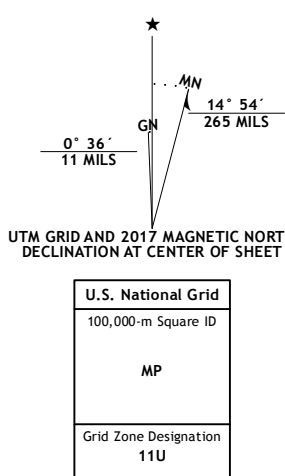 MN
GN
14° 54´
265 MILS
0° 36´
11 MILS
UTM GRID AND 2017 MAGNETIC NORT
DECLINATION AT CENTER OF SHEET
U.S. National Grid
100,000-m Square ID
MP
Grid Zone Designation
11U